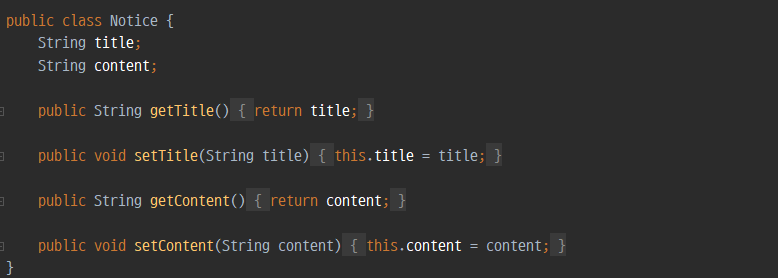 public class Notice {
    String title;
    String content;
    public String getTitle() { return title; }
    public void setTitle(String title) { this.title = title; }
    public String getContent() { return content; }
    public void setContent(String content) { this.content = content; }
}